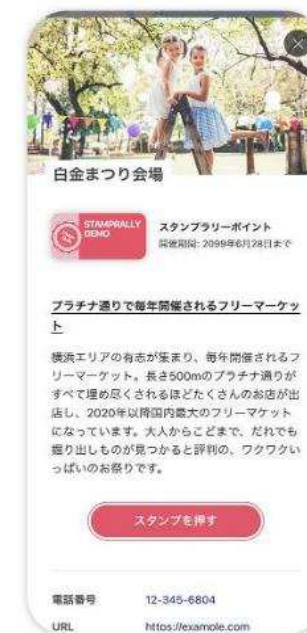 白金まつり会場
STAMPRALLY
DEMO
スタンプラリーポイント
開催期間: 2099年6月28日まで
プラチナ通りで毎年開催されるフリーマーケッ
ト
横浜エリアの有志が集まり、毎年開催されるフ
リーマーケット。長さ500mのプラチナ通りが
すべて埋め尽くされるほどたくさんのお店が出
店し、2020年以降国内最大のフリーマーケット
になっています。大人からこどまで、だれでも
掘り出しものが見つかると評判の、ワクワクい
っぱいのお祭りです。
スタンプを押す
電話番号 12-345-6804
URL https://example.com